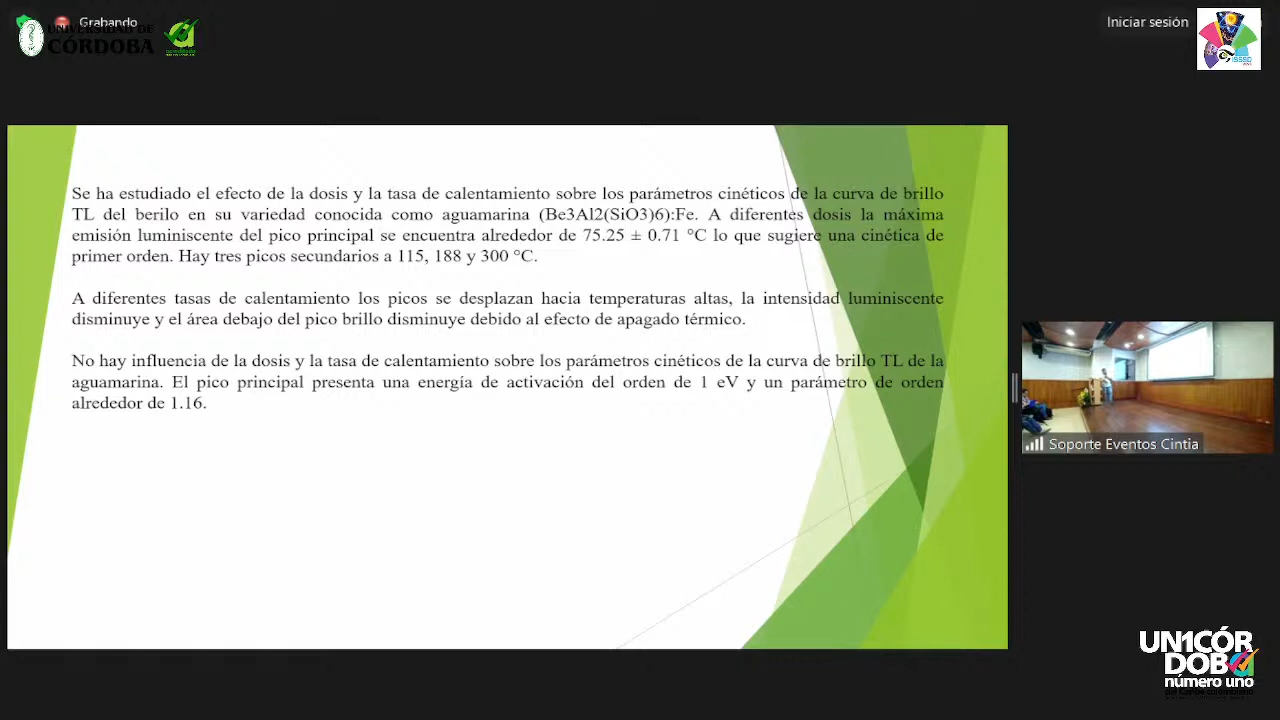 Grabando
UNIVERSIDAD DE
CÓRDOBA
Iniciar sesión
ISSSD
Se ha estudiado el efecto de la dosis y la tasa de calentamiento sobre los parámetros cinéticos de la curva de brillo
TL del berilo en su variedad conocida como aguamarina (Be3Al2(SiO3)6):Fe. A diferentes dosis la máxima
emisión luminiscente del pico principal se encuentra alrededor de 75.25 ± 0.71 °C lo que sugiere una cinética de
primer orden. Hay tres picos secundarios a 115, 188 y 300 °C.
A diferentes tasas de calentamiento los picos se desplazan hacia temperaturas altas, la intensidad luminiscente
disminuye y el área debajo del pico brillo disminuye debido al efecto de apagado térmico.
No hay influencia de la dosis y la tasa de calentamiento sobre los parámetros cinéticos de la curva de brillo TL de la
aguamarina. El pico principal presenta una energía de activación del orden de 1 eV y un parámetro de orden
alrededor de 1.16.
Soporte Eventos Cintia
UN1CÓR
DOBA
número uno